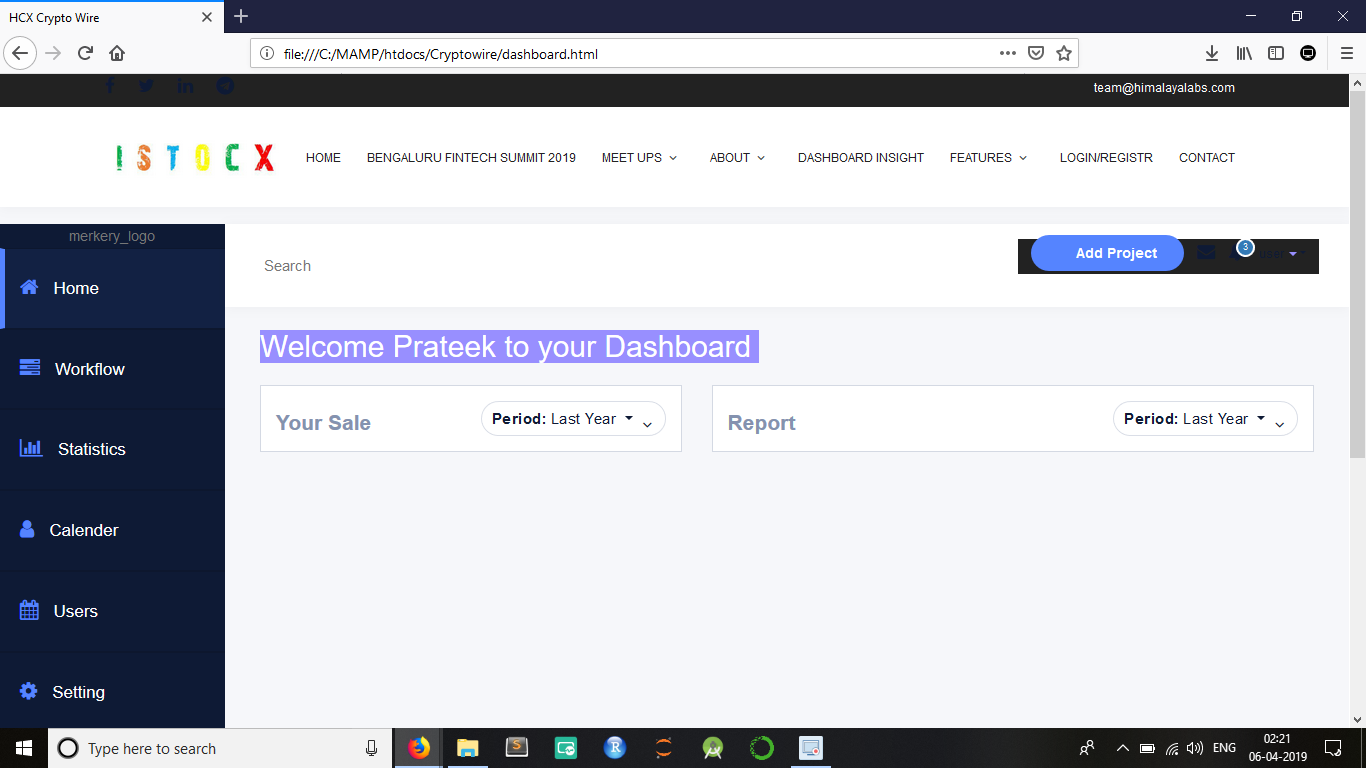 HCX Crypto Wire
file:///C:/MAMP/htdocs/Cryptowire/dashboard.html
team@himalayalabs.com
ISTOCX
HOME BENGALURU FINTECH SUMMIT 2019 MEET UPS ABOUT DASHBOARD INSIGHT FEATURES LOGIN/REGISTR CONTACT
merkery_logo
Search
Add Project
3
Home
Welcome Prateek to your Dashboard
Workflow
Your Sale
Period: Last Year
Report
Period: Last Year
Statistics
Calender
Users
Setting
Type here to search
ENG
02:21
06-04-2019